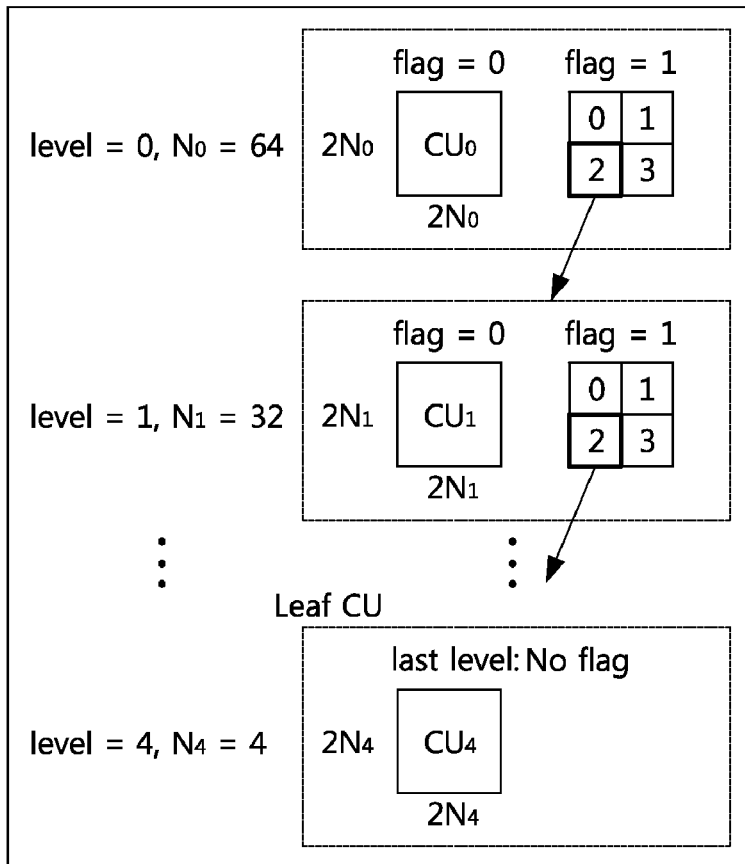 flag = 0 flag = 1
level = 0, N0 = 64 2N0 CU0 0 1
2 3
2N0
flag = 0 flag = 1
level = 1, N1 = 32 2N1 CU1 0 1
2 3
2N1
Leaf CU
last level: No flag
level = 4, N4 = 4 2N4 CU4
2N4